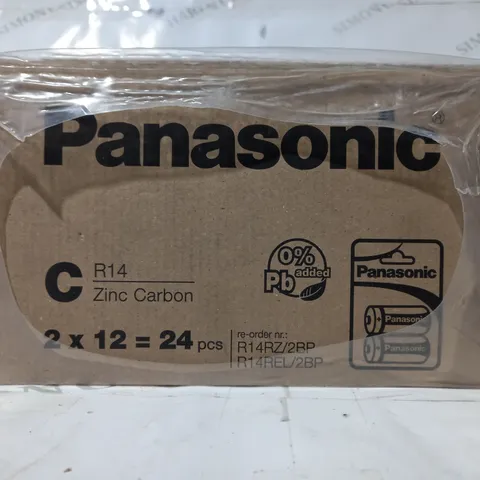 Panasonic
C R14
Zinc Carbon
0%
Pb added
Panasonic
Panasonic
Panasonic
2 x 12 = 24 pcs
re-order nr.:
R14RZ/2BP
R14REL/2BP